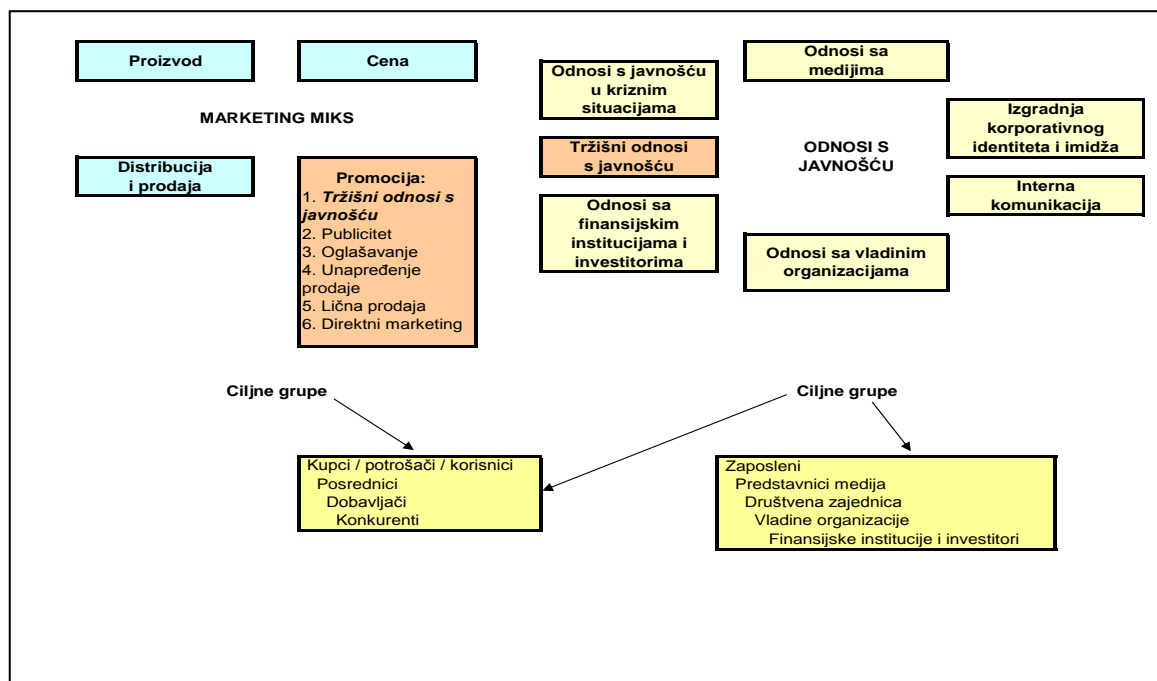 Proizvod
Cena
MARKETING MIKS
Distribucija
i prodaja
Promocija:
1. Tržišni odnosi s
javnošću
2. Publicitet
3. Oglašavanje
4. Unapređenje
prodaje
5. Lična prodaja
6. Direktni marketing
Odnosi s javnošću
u kriznim
situacijama
Tržišni odnosi
s javnošću
Odnosi sa
finansijskim
institucijama i
investitorima
Odnosi sa
medijima
ODNOSI S
JAVNOŠĆU
Odnosi sa vladinim
organizacijama
Izgradnja
korporativnog
identiteta i imidža
Interna
komunikacija
Ciljne grupe
Ciljne grupe
Kupci / potrošači / korisnici
Posrednici
Dobavljači
Konkurenti
Zaposleni
Predstavnici medija
Društvena zajednica
Vladine organizacije
Finansijske institucije i investitori